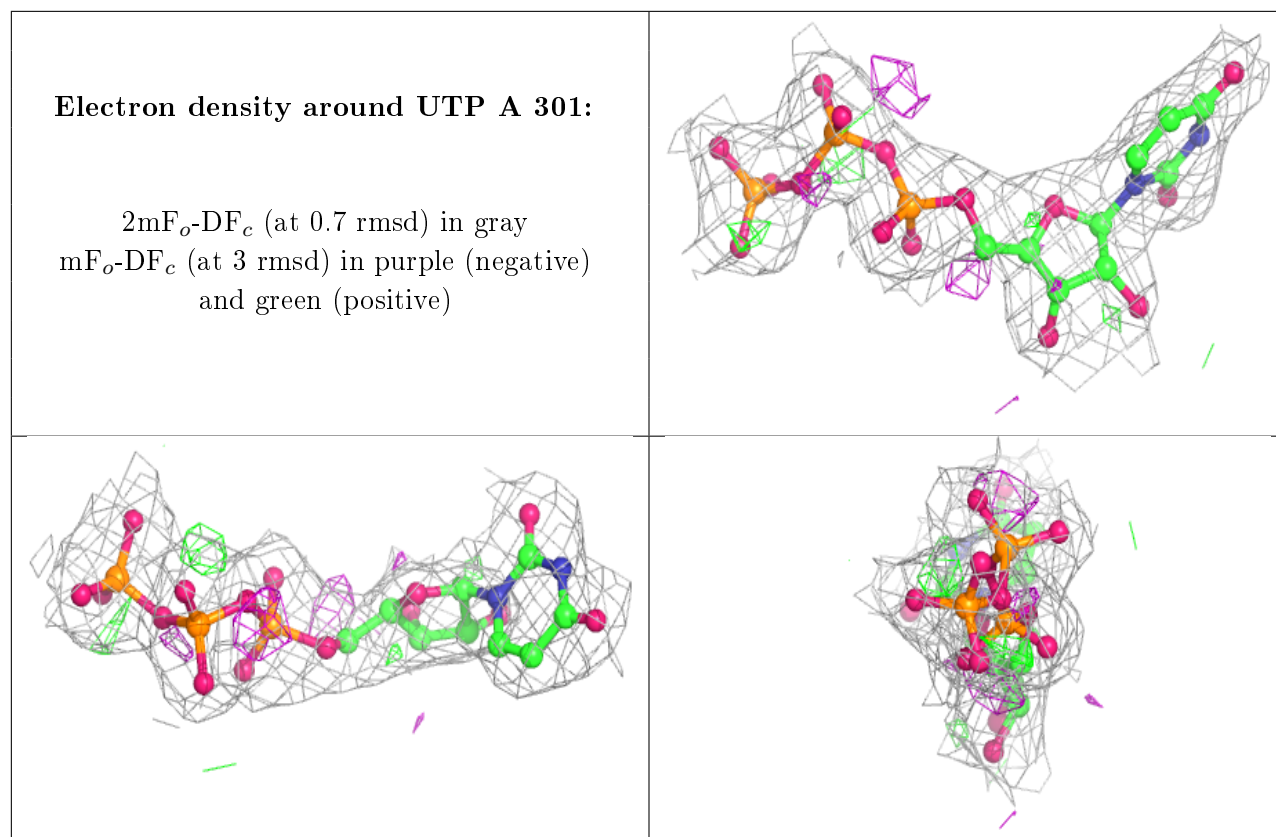 Electron density around UTP A 301:
2mFo-DFc (at 0.7 rmsd) in gray
mFo-DFc (at 3 rmsd) in purple (negative)
and green (positive)